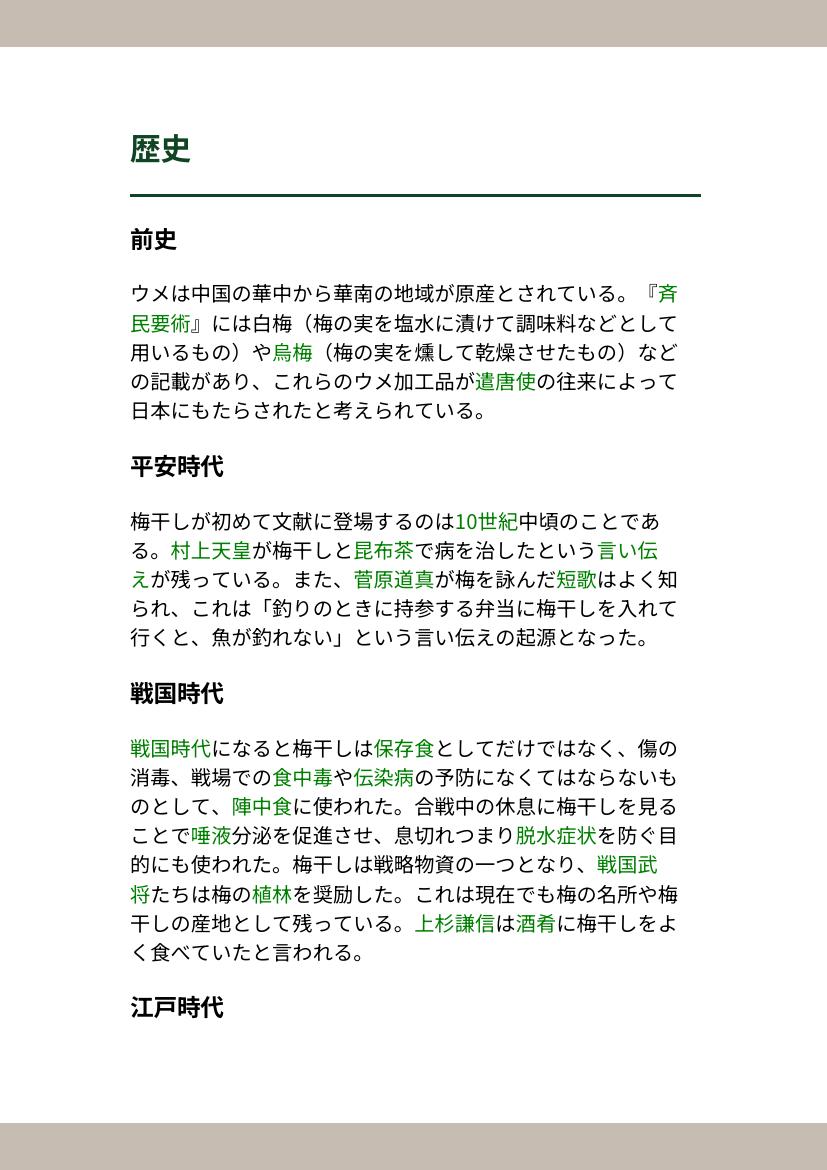 歴史
前史
ウメは中国の華中から華南の地域が原産とされている。『斉
民要術』には白梅（梅の実を塩水に漬けて調味料などとして
用いるもの）や烏梅（梅の実を燻して乾燥させたもの）など
の記載があり、これらのウメ加工品が遣唐使の往来によって
日本にもたらされたと考えられている。
平安時代
梅干しが初めて文献に登場するのは10世紀中頃のことであ
る。村上天皇が梅干しと昆布茶で病を治したという言い伝
えが残っている。また、菅原道真が梅を詠んだ短歌はよく知
られ、これは「釣りのときに持参する弁当に梅干しを入れて
行くと、魚が釣れない」という言い伝えの起源となった。
戦国時代
戦国時代になると梅干しは保存食としてだけではなく、傷の
消毒、戦場での食中毒や伝染病の予防になくてはならないも
のとして、陣中食に使われた。合戦中の休息に梅干しを見る
ことで唾液分泌を促進させ、息切れつまり脱水症状を防ぐ目
的にも使われた。梅干しは戦略物資の一つとなり、戦国武
将たちは梅の植林を奨励した。これは現在でも梅の名所や梅
干しの産地として残っている。上杉謙信は酒肴に梅干しをよ
く食べていたと言われる。
江戸時代